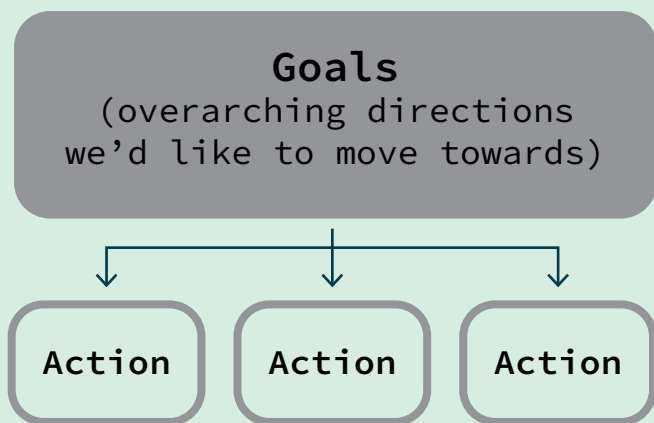 Goals
(overarching directions
we’d like to move towards)
Action
Action
Action